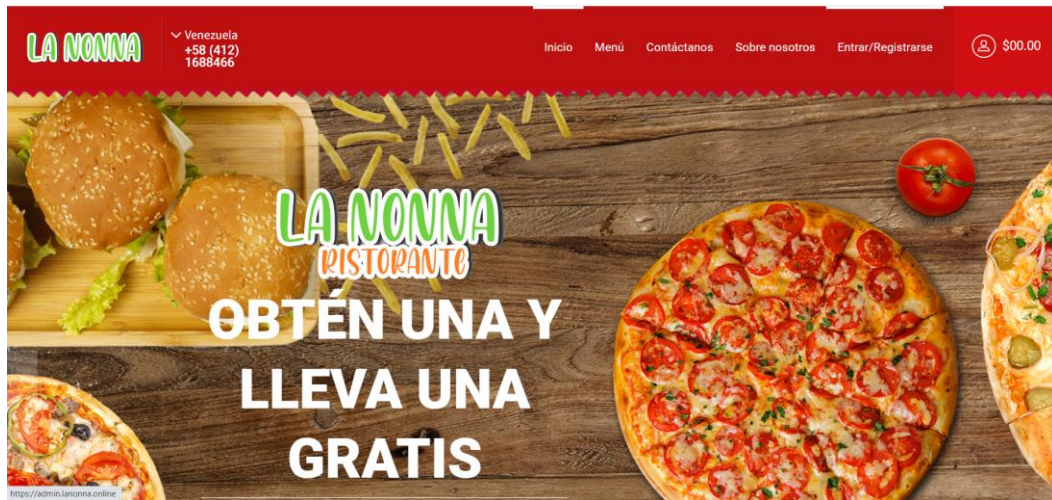 LA NONNA
Venezuela
+58 (412)
1688466
Inicio Menú Contáctanos Sobre nosotros Entrar/Registrarse
$00.00
LA NONNA
RISTORANTE
OBTÉN UNA Y
LLEVA UNA
GRATIS
https://admin.lanonna.online